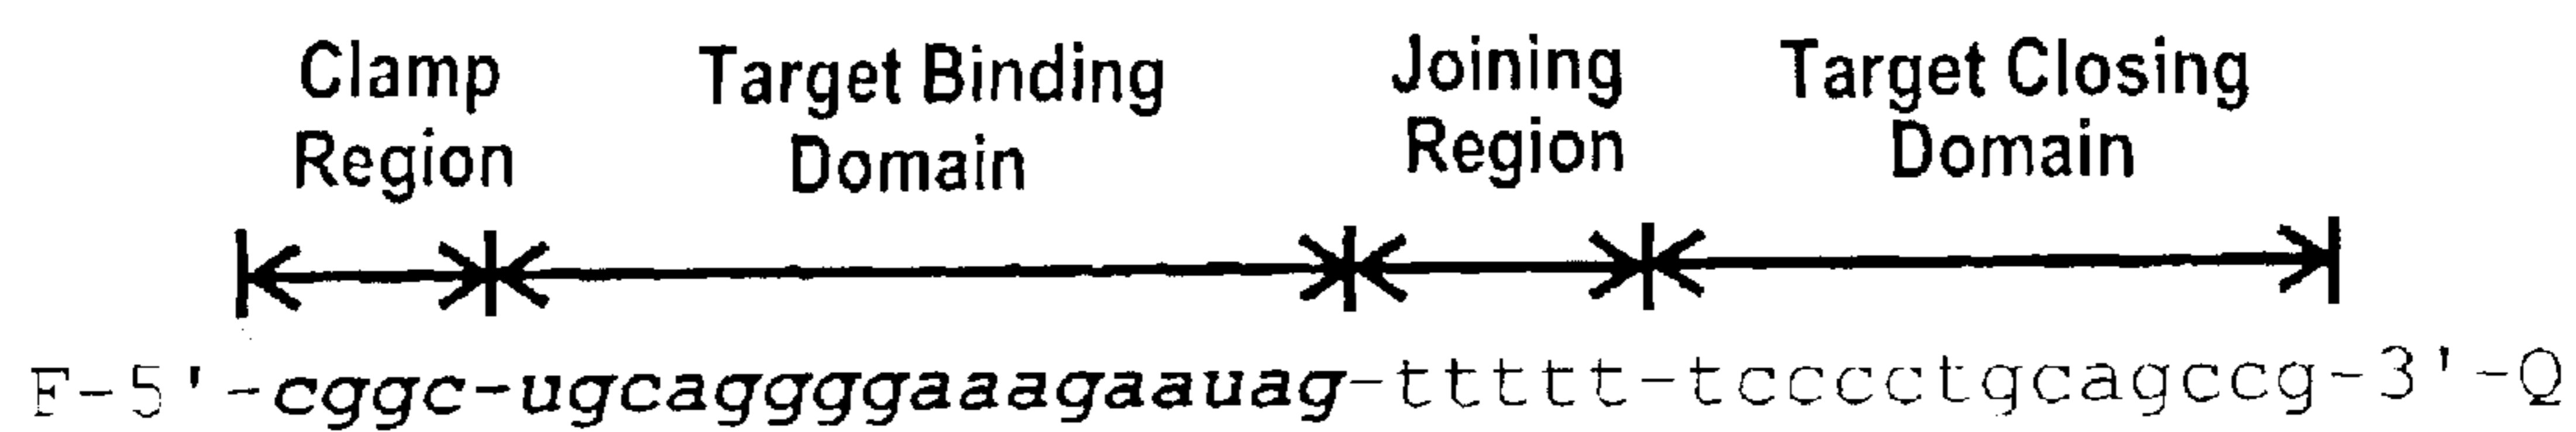 Clamp Target Binding Joining Target Closing
Region Domain Region Domain
F-5'-cggc-ugcaggggaaagaauag-ttttt-tcccctgcagccg-3'-Q